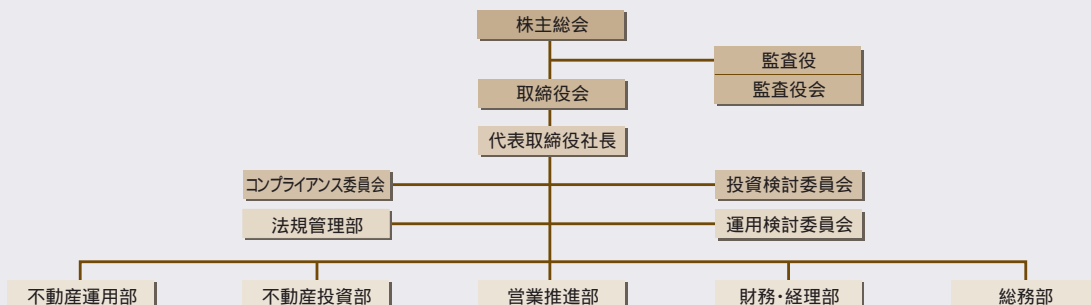 株主総会
監査役
監査役会
取締役会
代表取締役社長
コンプライアンス委員会
投資検討委員会
法規管理部
運用検討委員会
不動産運用部
不動産投資部
営業推進部
財務・経理部
総務部